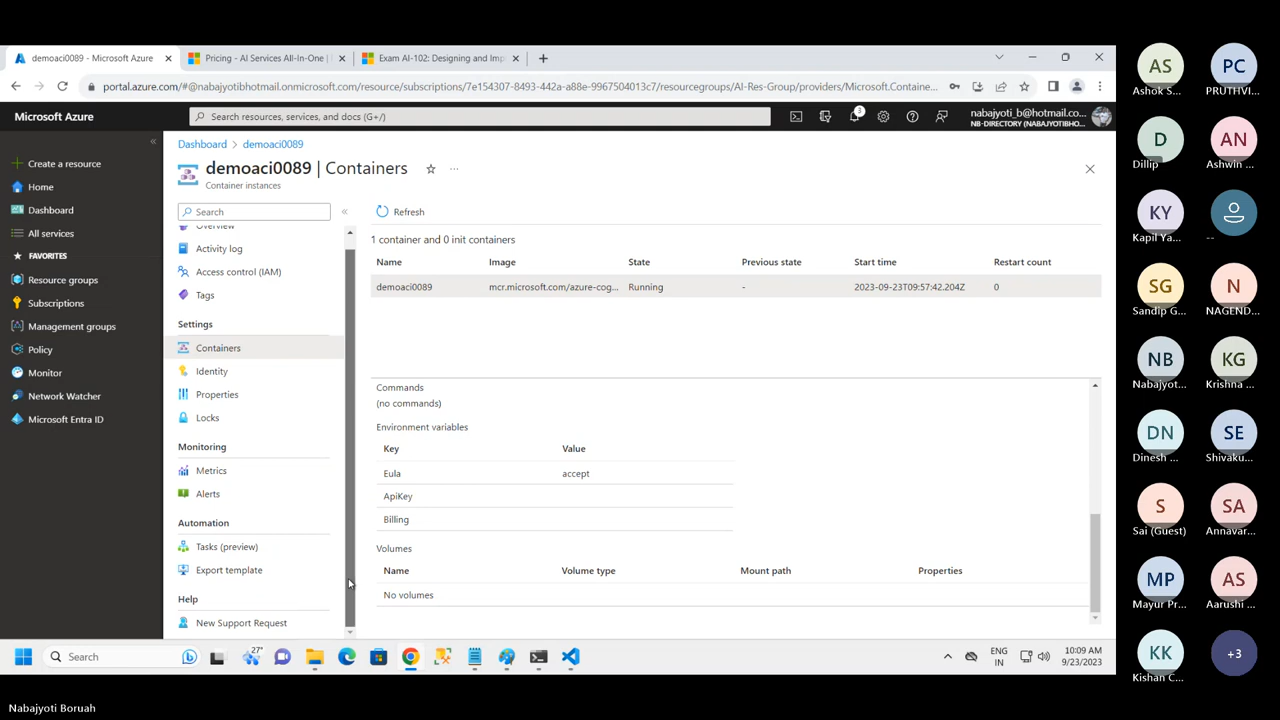 demoaci0089 - Microsoft Azure
Pricing - AI Services All-In-One |
Exam AI-102: Designing and Imp
portal.azure.com/#@nabajyotibhotmail.onmicrosoft.com/resource/subscriptions/7e154307-8493-442a-a88e-9967504013c7/resourcegroups/AI-Res-Group/providers/Microsoft.Containe...
Microsoft Azure
Search resources, services, and docs (G+/)
3
nabajyoti_b@hotmail.co...
NB-DIRECTORY (NABAJYOTIBHO...
Create a resource
Home
Dashboard
All services
FAVORITES
Resource groups
Subscriptions
Management groups
Policy
Monitor
Network Watcher
Microsoft Entra ID
Dashboard > demoaci0089
demoaci0089 | Containers
Container instances
Search
Overview
Activity log
Access control (IAM)
Tags
Settings
Containers
Identity
Properties
Locks
Monitoring
Metrics
Alerts
Automation
Tasks (preview)
Export template
Help
New Support Request
Refresh
1 container and 0 init containers
Name Image State Previous state Start time Restart count
demoaci0089 mcr.microsoft.com/azure-cog... Running - 2023-09-23T09:57:42.204Z 0
Commands
(no commands)
Environment variables
Key Value
Eula accept
ApiKey
Billing
Volumes
Name Volume type Mount path Properties
No volumes
Search
27°
ENG
IN
10:09 AM
9/23/2023
AS
Ashok S...
PC
PRUTHVI...
D
Dillip
AN
Ashwin ...
KY
Kapil Ya...
--
SG
Sandip G...
N
NAGEND...
NB
Nabajyot...
KG
Krishna ...
DN
Dinesh ...
SE
Shivaku...
S
Sai (Guest)
SA
Annavar...
MP
Mayur Pr...
AS
Aarushi ...
KK
Kishan C...
+3
Nabajyoti Boruah